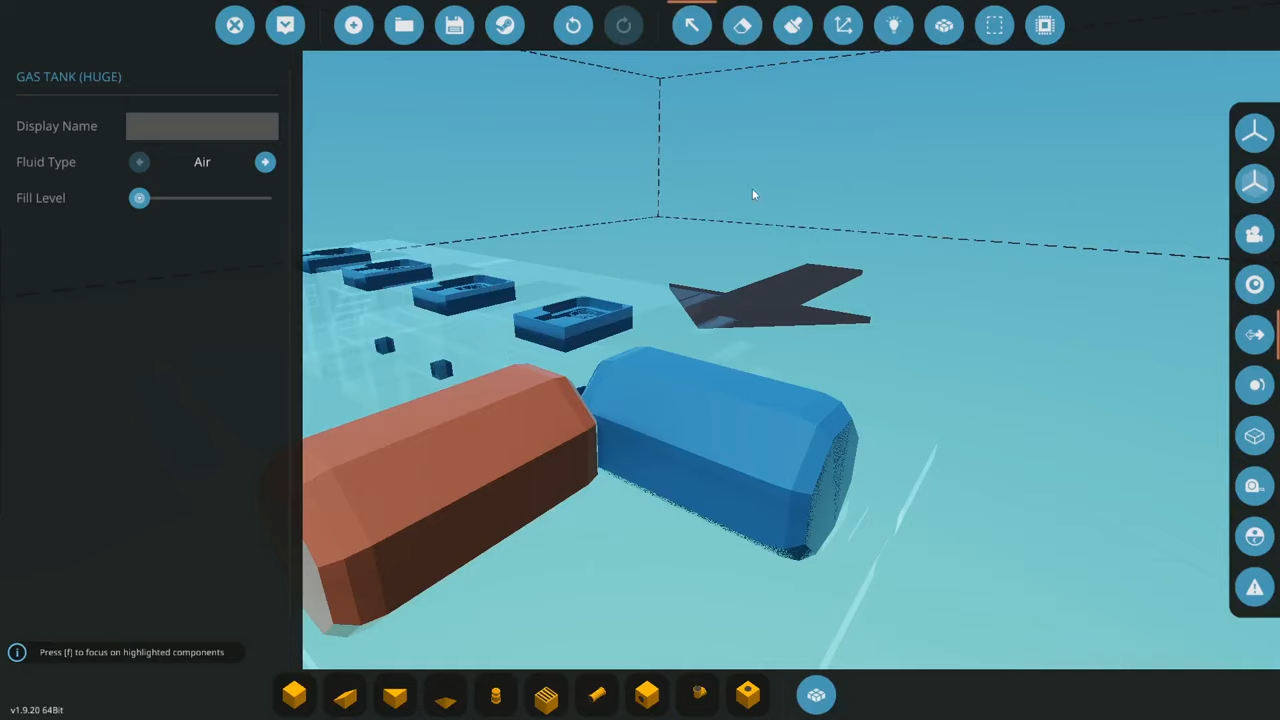 GAS TANK (HUGE)
Display Name
Fluid Type
Air
Fill Level
Press [f] to focus on highlighted components
v1.9.20 64Bit